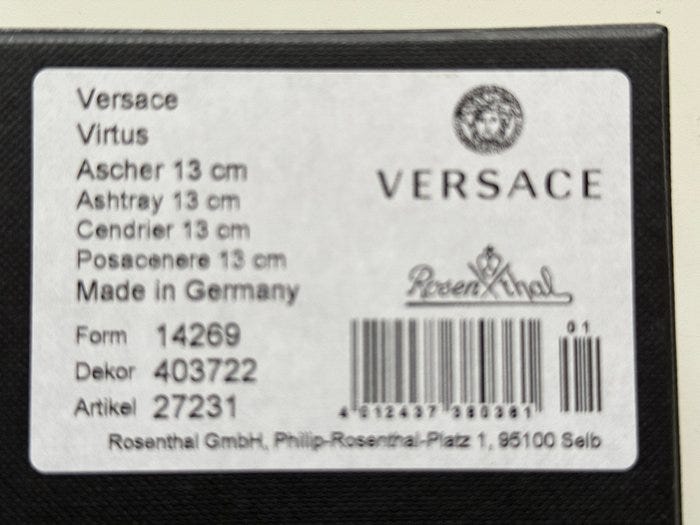 Versace
Virtus
Ascher 13 cm
Ashtray 13 cm
Cendrier 13 cm
Posacenere 13 cm
Made in Germany
Form 14269
Dekor 403722
Artikel 27231
VERSACE
Rosenthal
01
4 012437 380381
Rosenthal GmbH, Philip-Rosenthal-Platz 1, 95100 Selb